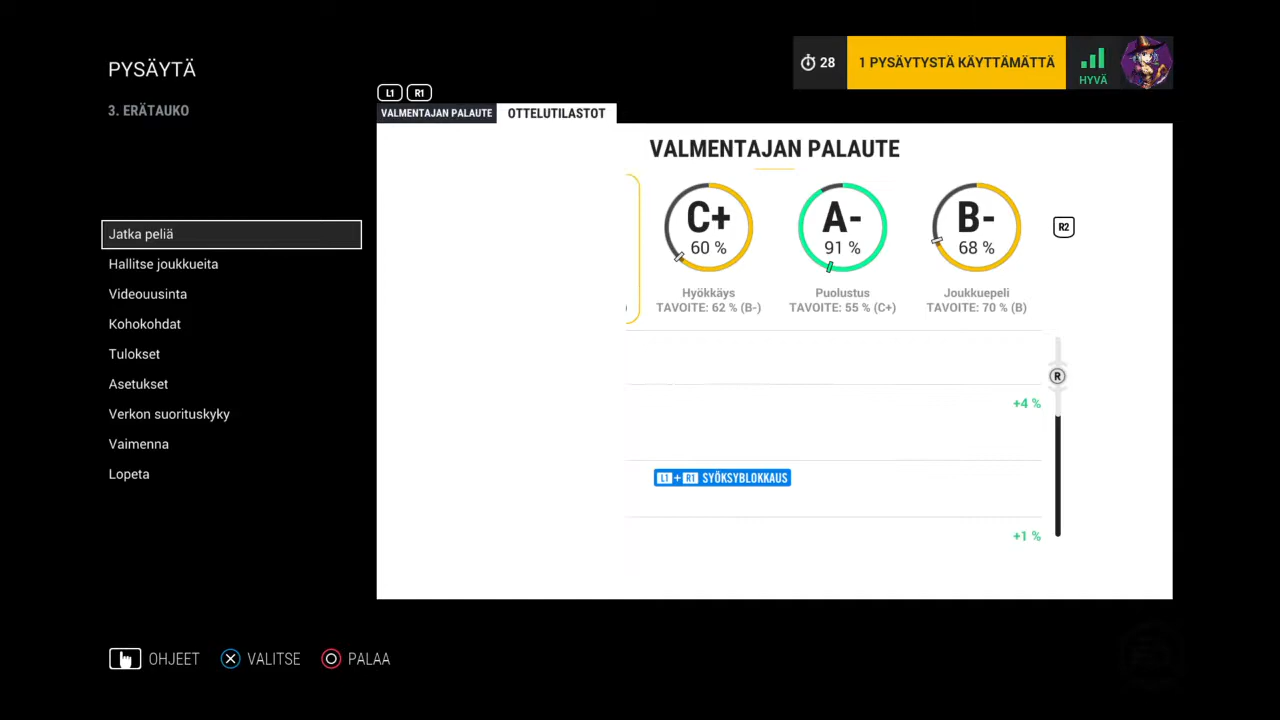 PYSÄYTÄ
3. ERÄTAUKO
28
1 PYSÄYTYSTÄ KÄYTTÄMÄTTÄ
HYVÄ
L1 R1
VALMENTAJAN PALAUTE
OTTELUTILASTOT
VALMENTAJAN PALAUTE
C+
60 %
Hyökkäys
TAVOITE: 62 % (B-)
A-
91 %
Puolustus
TAVOITE: 55 % (C+)
B-
68 %
Joukkuepeli
TAVOITE: 70 % (B)
R2
R
+4 %
L1 + R1 SYÖKSYBLOKKAUS
+1 %
Jatka peliä
Hallitse joukkueita
Videouusinta
Kohokohdat
Tulokset
Asetukset
Verkon suorituskyky
Vaimenna
Lopeta
OHJEET
VALITSE
PALAA